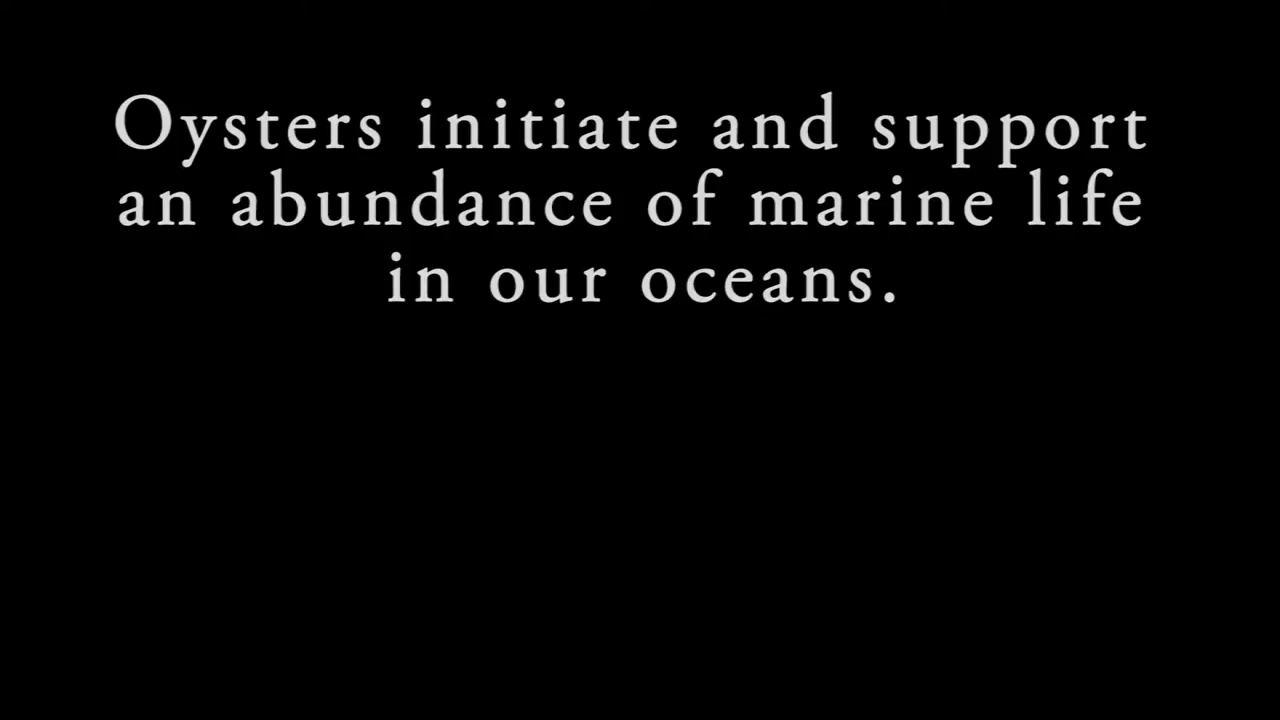 Oysters initiate and support
an abundance of marine life
in our oceans.